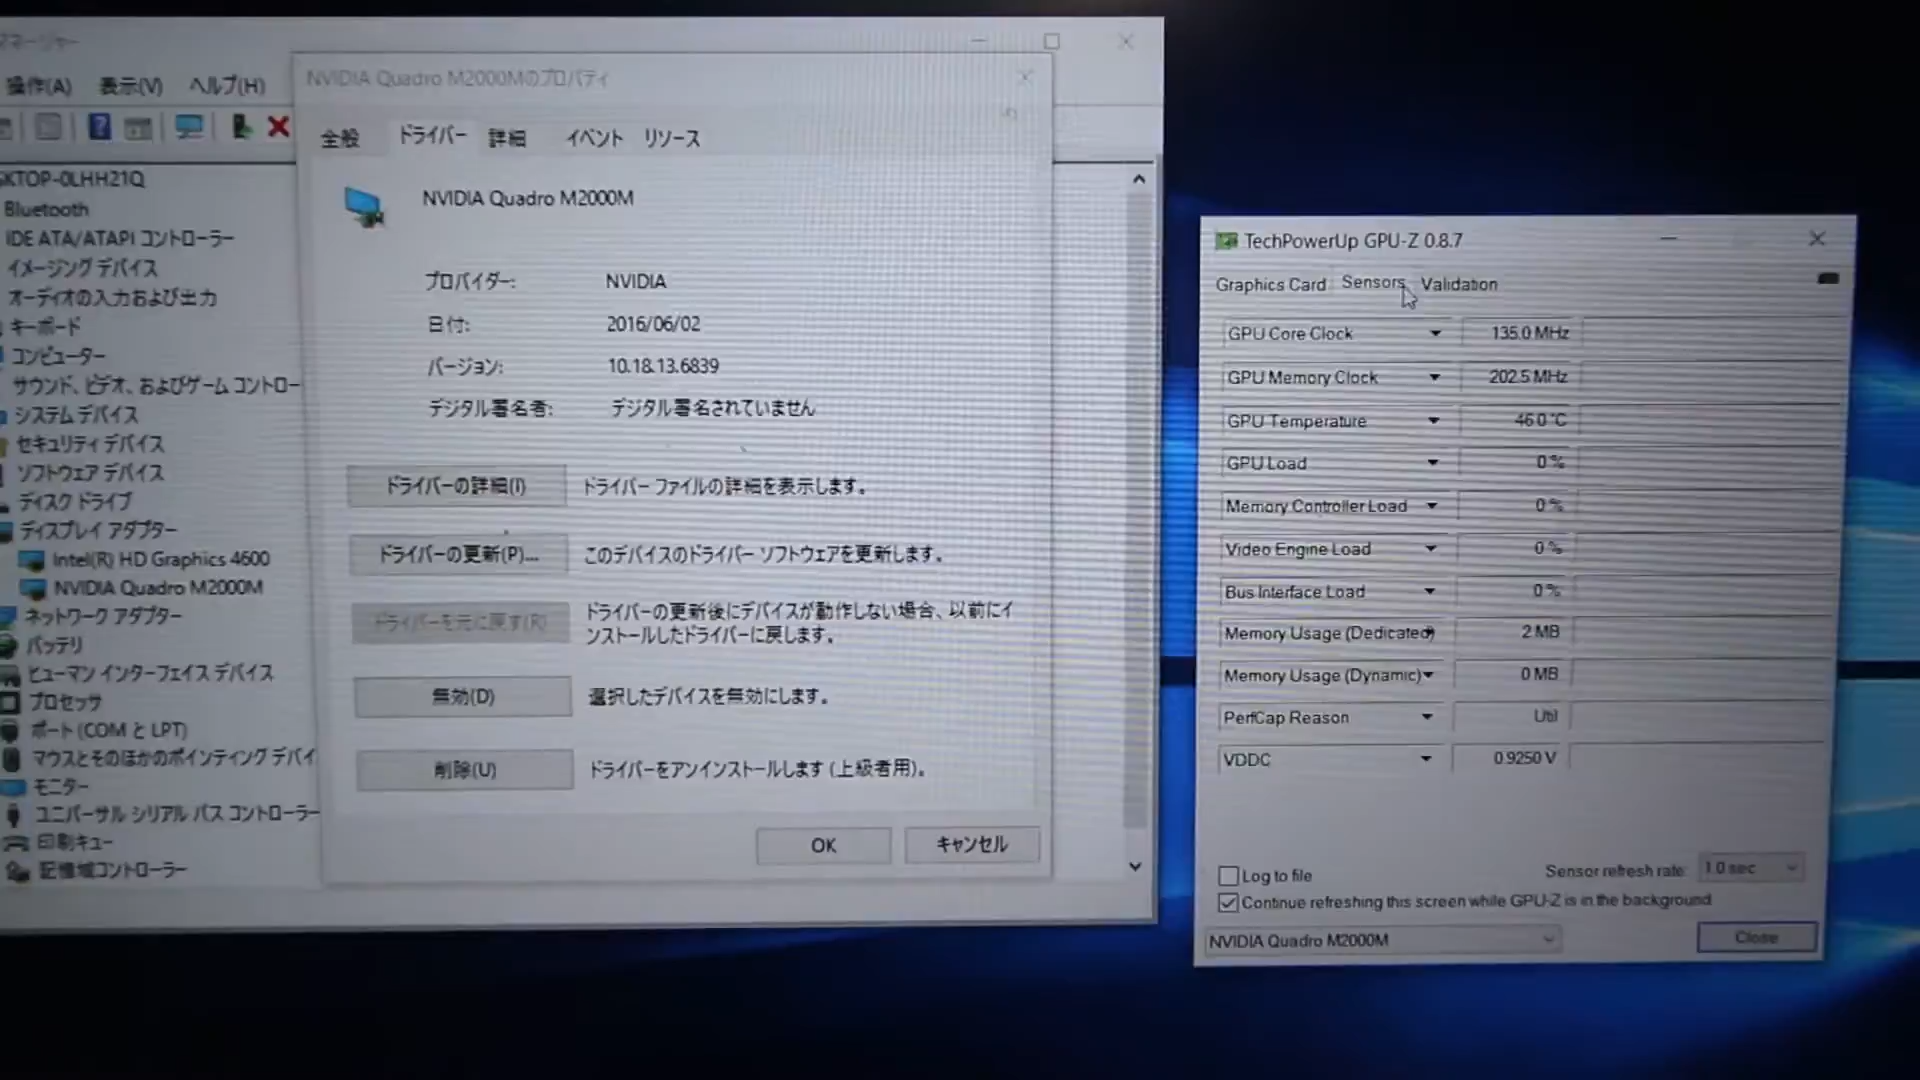 マネージャー
操作(A) 表示(V) ヘルプ(H)
KTOP-0LHH21Q
Bluetooth
IDE ATA/ATAPI コントローラー
イメージング デバイス
オーディオの入力および出力
キーボード
コンピューター
サウンド、ビデオ、およびゲーム コントロー
システム デバイス
セキュリティ デバイス
ソフトウェア デバイス
ディスク ドライブ
ディスプレイ アダプター
Intel(R) HD Graphics 4600
NVIDIA Quadro M2000M
ネットワーク アダプター
バッテリ
ヒューマン インターフェイス デバイス
プロセッサ
ポート (COM と LPT)
マウスとそのほかのポインティング デバイ
モニター
ユニバーサル シリアル バス コントローラー
印刷キュー
記憶域コントローラー
NVIDIA Quadro M2000Mのプロパティ
全般 ドライバー 詳細 イベント リソース
NVIDIA Quadro M2000M
プロバイダー: NVIDIA
日付: 2016/06/02
バージョン: 10.18.13.6839
デジタル署名者: デジタル署名されていません
ドライバーの詳細(I) ドライバー ファイルの詳細を表示します。
ドライバーの更新(P)... このデバイスのドライバー ソフトウェアを更新します。
ドライバーを元に戻す(R) ドライバーの更新後にデバイスが動作しない場合、以前にイ
ンストールしたドライバーに戻します。
無効(D) 選択したデバイスを無効にします。
削除(U) ドライバーをアンインストールします (上級者用)。
OK キャンセル
TechPowerUp GPU-Z 0.8.7
Graphics Card Sensors Validation
GPU Core Clock 135.0 MHz
GPU Memory Clock 202.5 MHz
GPU Temperature 46.0 °C
GPU Load 0 %
Memory Controller Load 0 %
Video Engine Load 0 %
Bus Interface Load 0 %
Memory Usage (Dedicated) 2 MB
Memory Usage (Dynamic) 0 MB
PerfCap Reason Util
VDDC 0.9250 V
Log to file Sensor refresh rate: 1.0 sec
Continue refreshing this screen while GPU-Z is in the background
NVIDIA Quadro M2000M Close